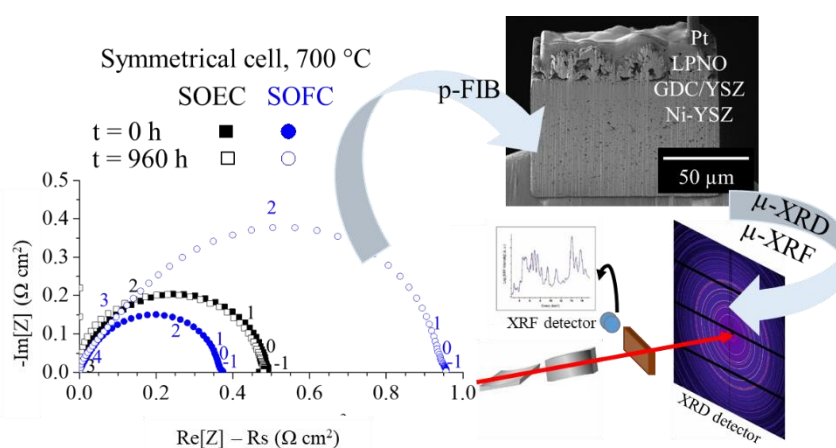 Symmetrical cell, 700 °C
SOEC SOFC
t = 0 h
t = 960 h
0.5
0.4
0.3
0.2
0.1
0.0
0.0 0.2 0.4 0.6 0.8 1.0
-Im[Z] (Ω cm²)
Re[Z] – Rs (Ω cm²)
2
3
2
2
1
1
1
4
3
0
0
0
-1
-1
-1
p-FIB
Pt
LPNO
GDC/YSZ
Ni-YSZ
50 µm
µ-XRD
µ-XRF
XRF detector
XRD detector